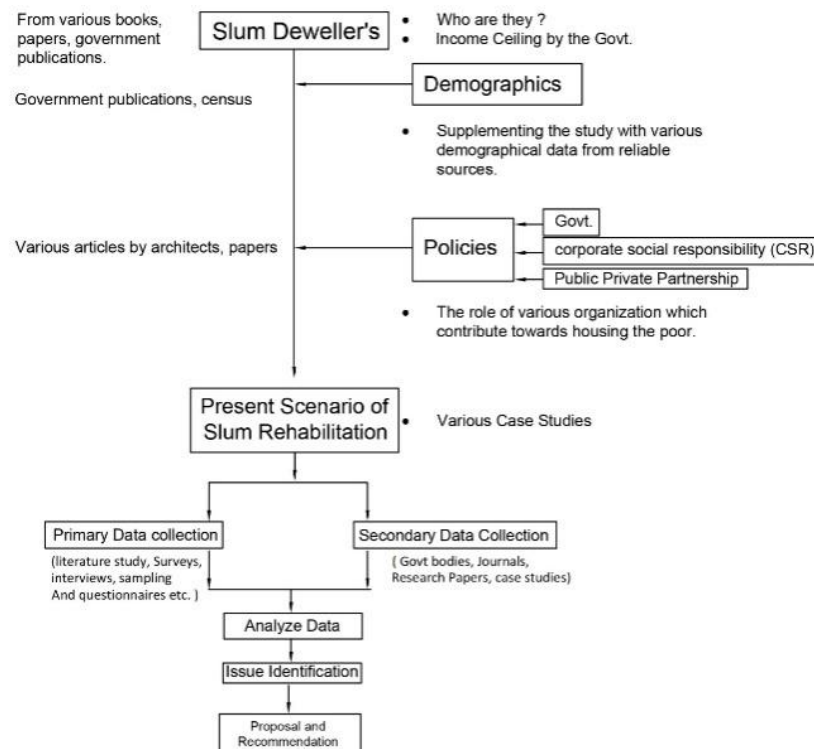 From various books,
papers, government
publications.
Slum Deweller's
• Who are they ?
• Income Ceiling by the Govt.
Demographics
Government publications, census
• Supplementing the study with various
demographical data from reliable
sources.
Govt.
Various articles by architects, papers
Policies
corporate social responsibility (CSR)
Public Private Partnership
• The role of various organization which
contribute towards housing the poor.
Present Scenario of
Slum Rehabilitation
• Various Case Studies
Primary Data collection
(literature study, Surveys,
interviews, sampling
And questionnaires etc. )
Secondary Data Collection
( Govt bodies, Journals,
Research Papers, case studies)
Analyze Data
Issue Identification
Proposal and
Recommendation